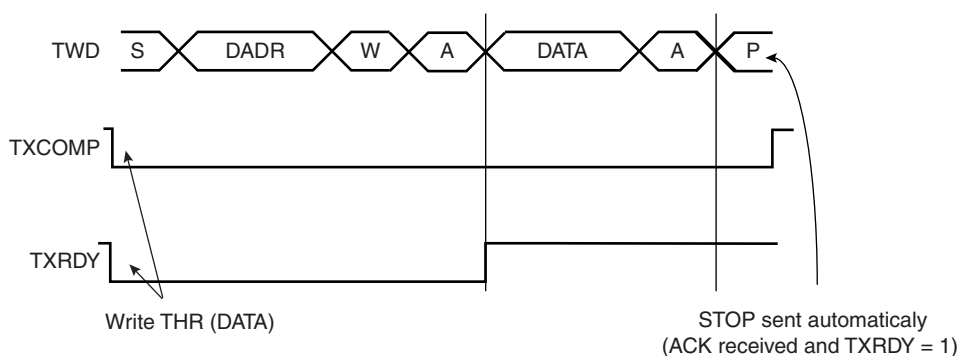 TWD S DADR W A DATA A P
TXCOMP
TXRDY
Write THR (DATA)
STOP sent automaticaly
(ACK received and TXRDY = 1)